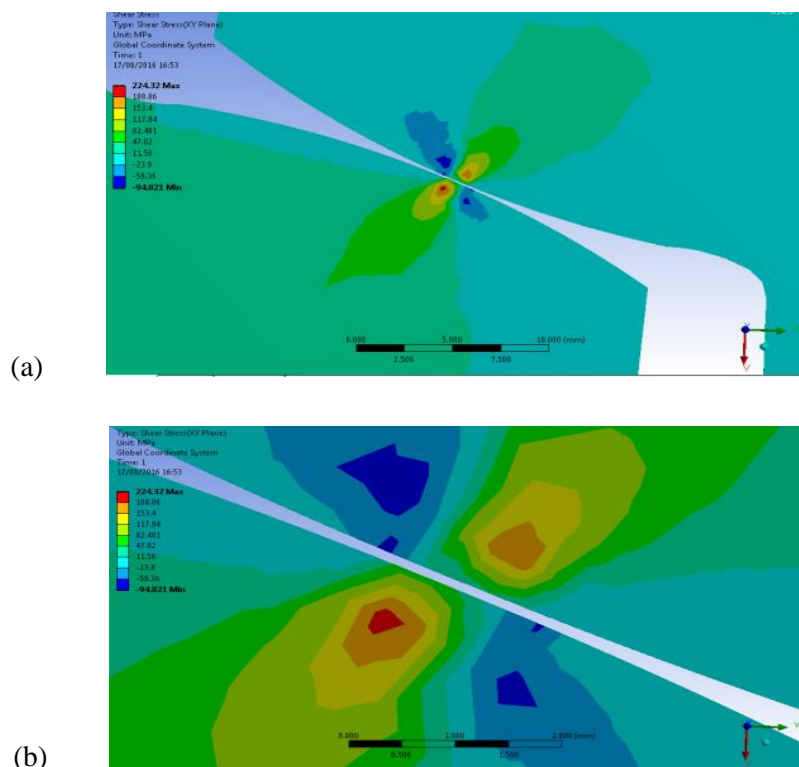 Shear Stress
Type: Shear Stress(XY Plane)
Unit: MPa
Global Coordinate System
Time: 1
17/08/2016 16:53
224.32 Max
188.86
153.4
117.94
82.481
47.02
11.56
-23.9
-59.36
-94.821 Min
0.000 5.000 10.000 (mm)
2.500 7.500
(a)
Type: Shear Stress(XY Plane)
Unit: MPa
Global Coordinate System
Time: 1
17/08/2016 16:53
224.32 Max
188.86
153.4
117.94
82.481
47.02
11.56
-23.9
-59.36
-94.821 Min
0.000 1.000 2.000 (mm)
0.500 1.500
(b)